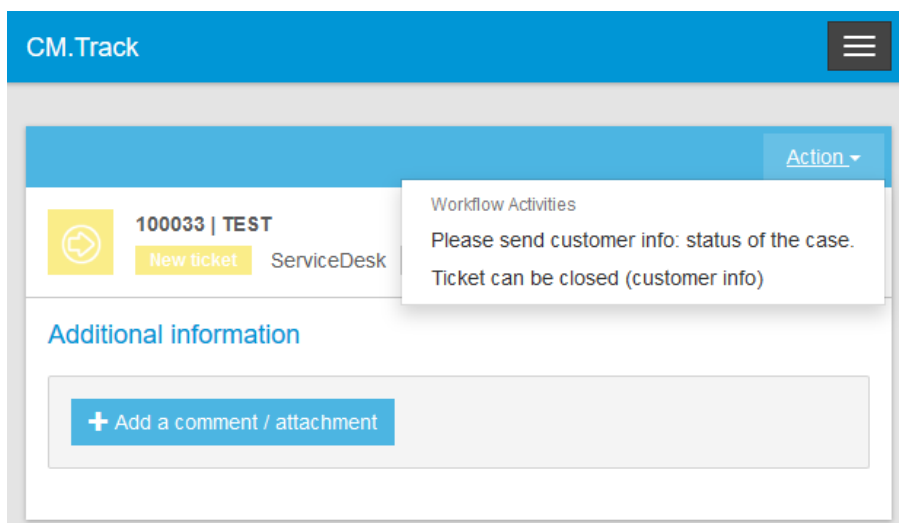 CM.Track
Action
Workflow Activities
Please send customer info: status of the case.
Ticket can be closed (customer info)
100033 | TEST
New ticket ServiceDesk
Additional information
Add a comment / attachment